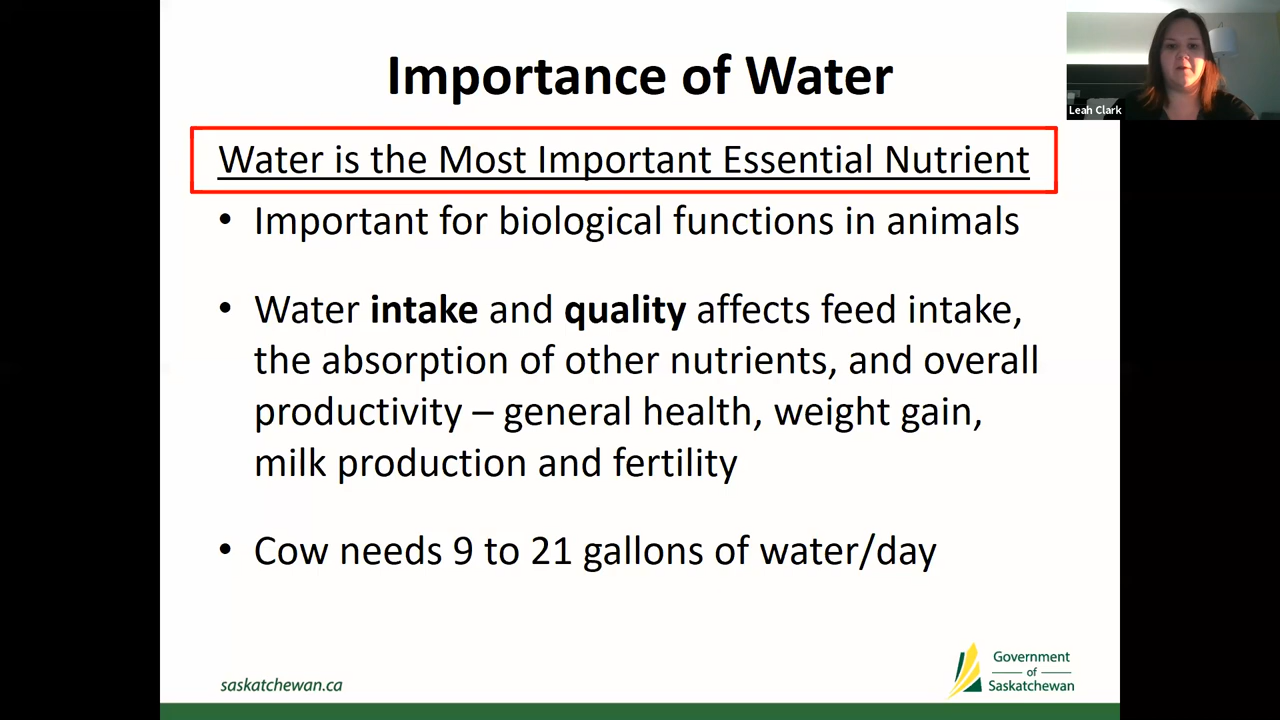 Importance of Water
Leah Clark
Water is the Most Important Essential Nutrient
• Important for biological functions in animals
• Water intake and quality affects feed intake,
the absorption of other nutrients, and overall
productivity – general health, weight gain,
milk production and fertility
• Cow needs 9 to 21 gallons of water/day
saskatchewan.ca
Government
of
Saskatchewan